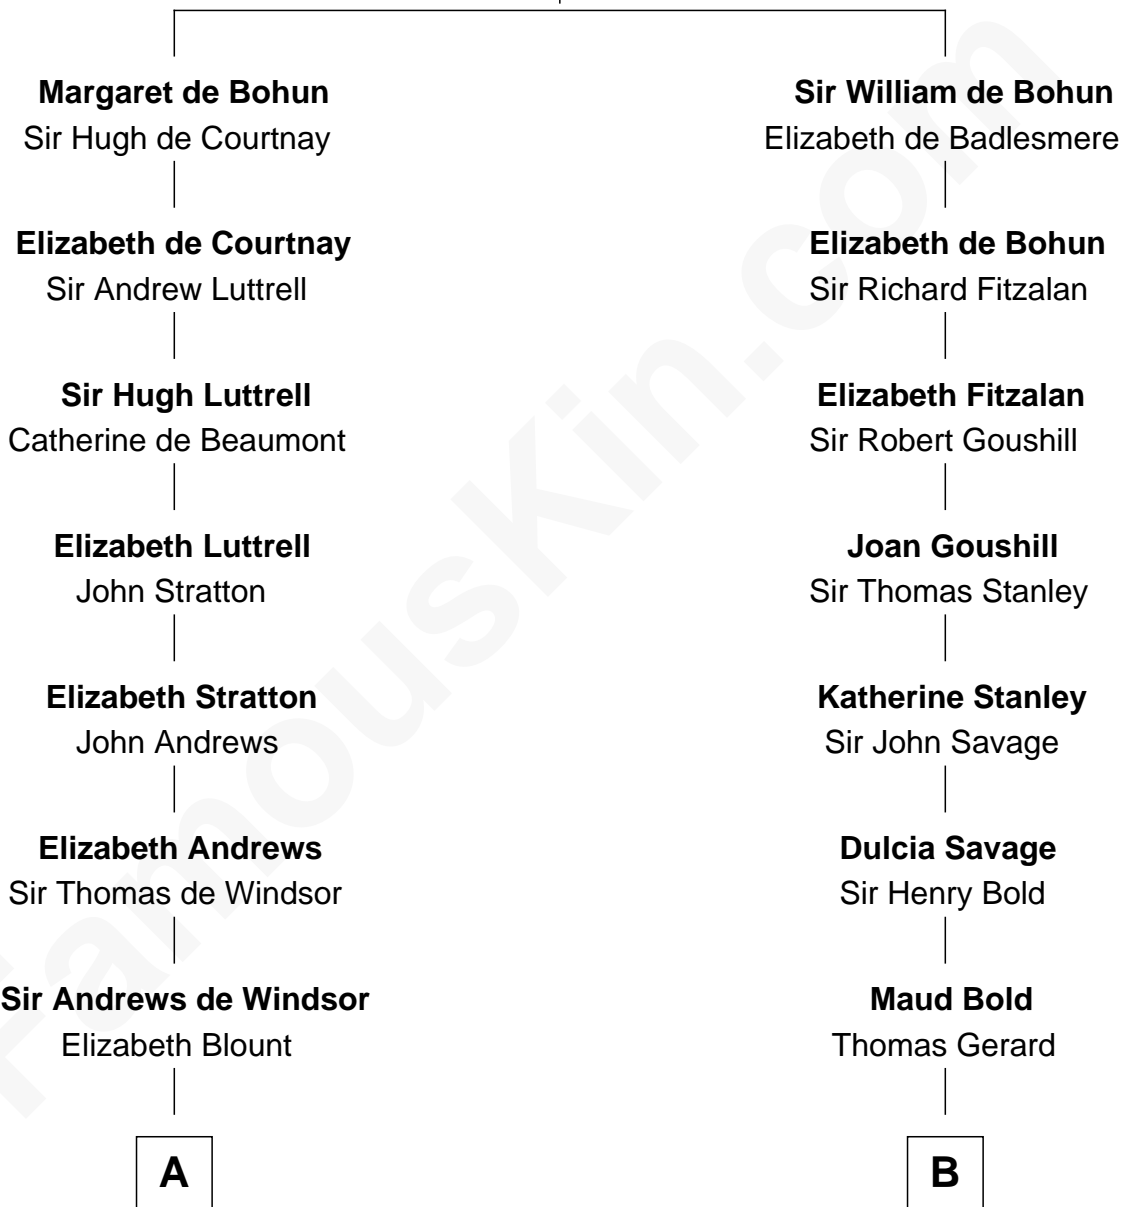 Margaret de Bohun
Sir Hugh de Courtnay
Sir William de Bohun
Elizabeth de Badlesmere
Elizabeth de Courtnay
Sir Andrew Luttrell
Elizabeth de Bohun
Sir Richard Fitzalan
Sir Hugh Luttrell
Catherine de Beaumont
Elizabeth Fitzalan
Sir Robert Goushill
Elizabeth Luttrell
John Stratton
Joan Goushill
Sir Thomas Stanley
Elizabeth Stratton
John Andrews
Katherine Stanley
Sir John Savage
Elizabeth Andrews
Sir Thomas de Windsor
Dulcia Savage
Sir Henry Bold
Sir Andrews de Windsor
Elizabeth Blount
Maud Bold
Thomas Gerard
A
B
FamousKin.com